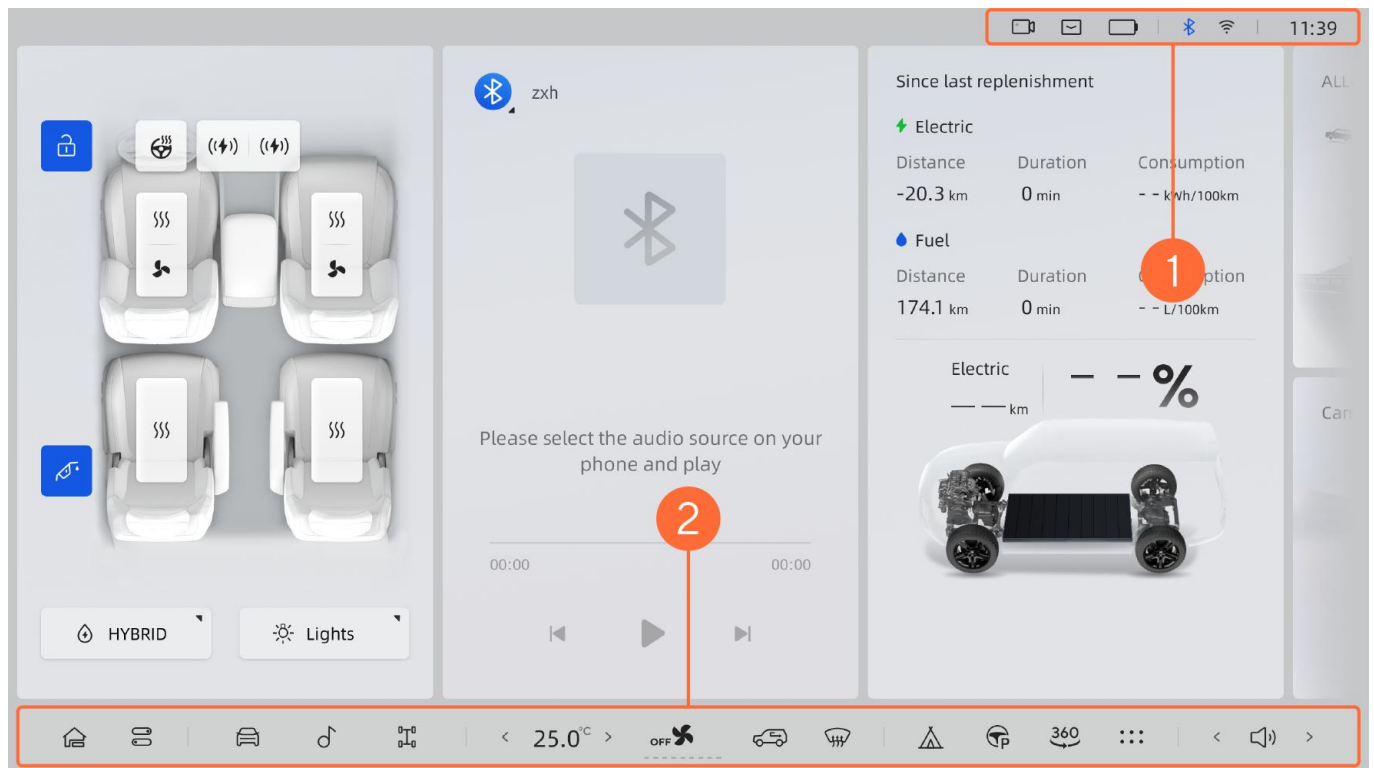 11:39
zxh
Please select the audio source on your
phone and play
00:00 00:00
HYBRID
Lights
Since last replenishment
Electric
Distance Duration Consumption
-20.3 km 0 min - - kWh/100km
Fuel
Distance Duration
174.1 km 0 min - - L/100km
Electric
— — km
– – %
ALL
1
2
25.0°C
OFF
P
360